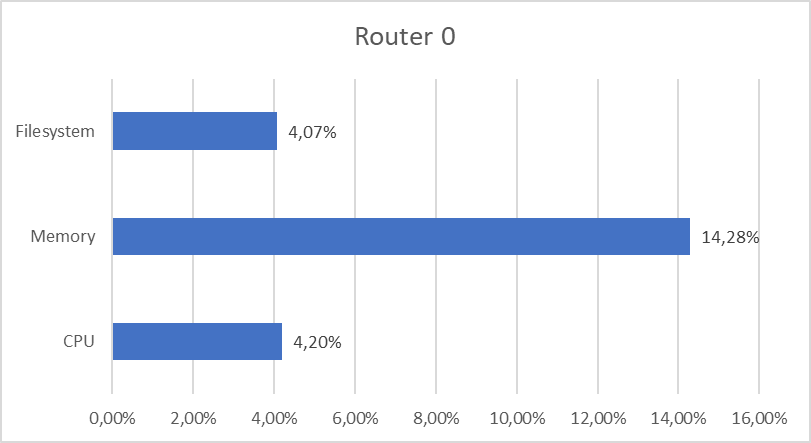 Router 0
Filesystem
4,07%
Memory
14,28%
CPU
4,20%
0,00% 2,00% 4,00% 6,00% 8,00% 10,00% 12,00% 14,00% 16,00%